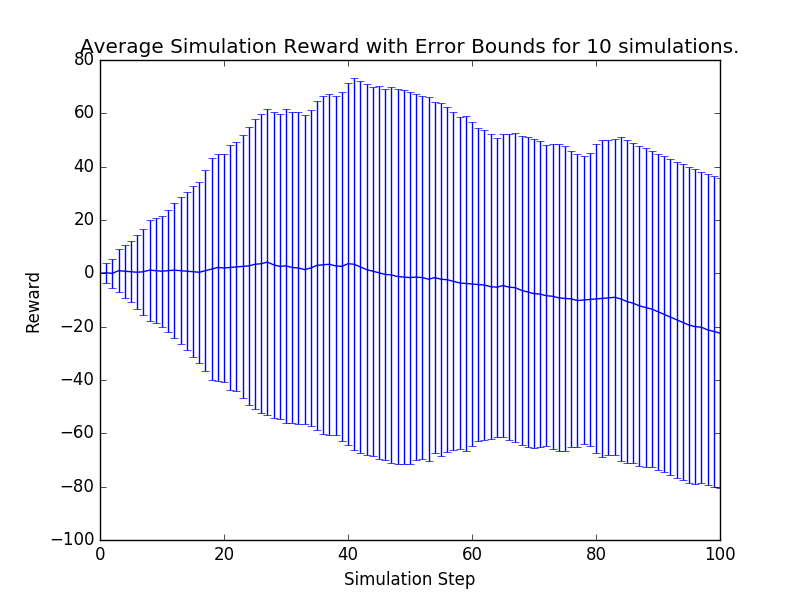 Average Simulation Reward with Error Bounds for 10 simulations.
80
60
40
20
0
−20
−40
−60
−80
−100
Reward
0 20 40 60 80 100
Simulation Step